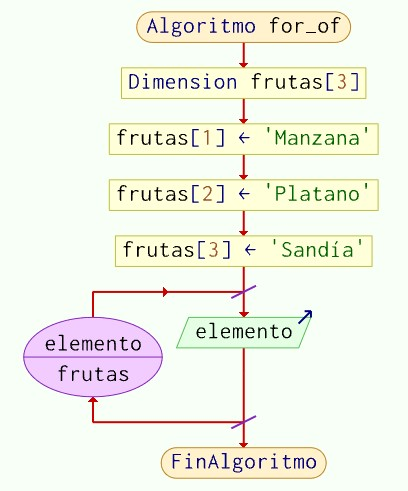 Algoritmo for_of
Dimension frutas[3]
frutas[1] ← 'Manzana'
frutas[2] ← 'Platano'
frutas[3] ← 'Sandía'
elemento
elemento
frutas
FinAlgoritmo